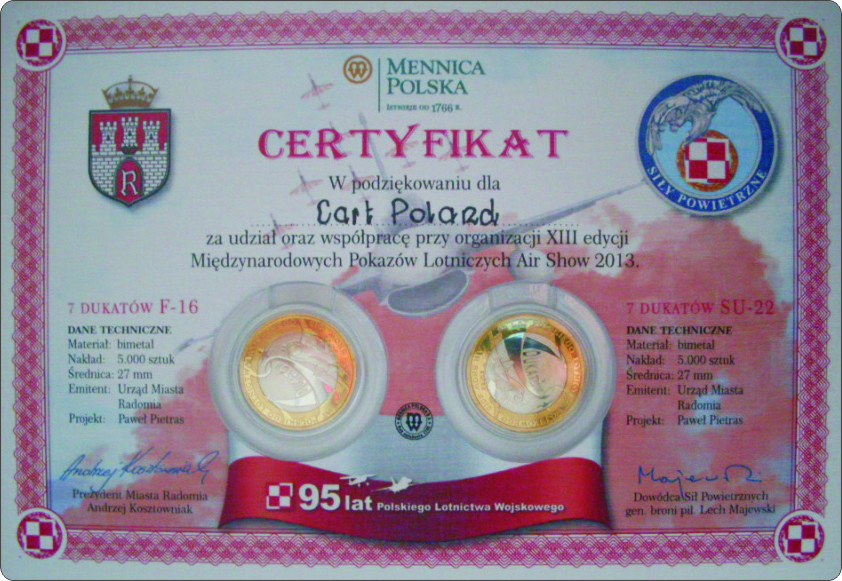 MENNICA
POLSKA
ISTNIEJE OD 1766 R.
CERTYFIKAT
W podziękowaniu dla
Cart Poland
za udział oraz współpracę przy organizacji XIII edycji
Międzynarodowych Pokazów Lotniczych Air Show 2013.
R
SIŁY POWIETRZNE
7 DUKATÓW F-16
DANE TECHNICZNE
Materiał: bimetal
Nakład: 5.000 sztuk
Średnica: 27 mm
Emitent: Urząd Miasta
Radomia
Projekt: Paweł Pietras
7 DUKATÓW SU-22
DANE TECHNICZNE
Materiał: bimetal
Nakład: 5.000 sztuk
Średnica: 27 mm
Emitent: Urząd Miasta
Radomia
Projekt: Paweł Pietras
MENNICA POLSKA
Prezydent Miasta Radomia
Andrzej Kosztowniak
95 lat Polskiego Lotnictwa Wojskowego
Dowódca Sił Powietrznych
gen. broni pil. Lech Majewski